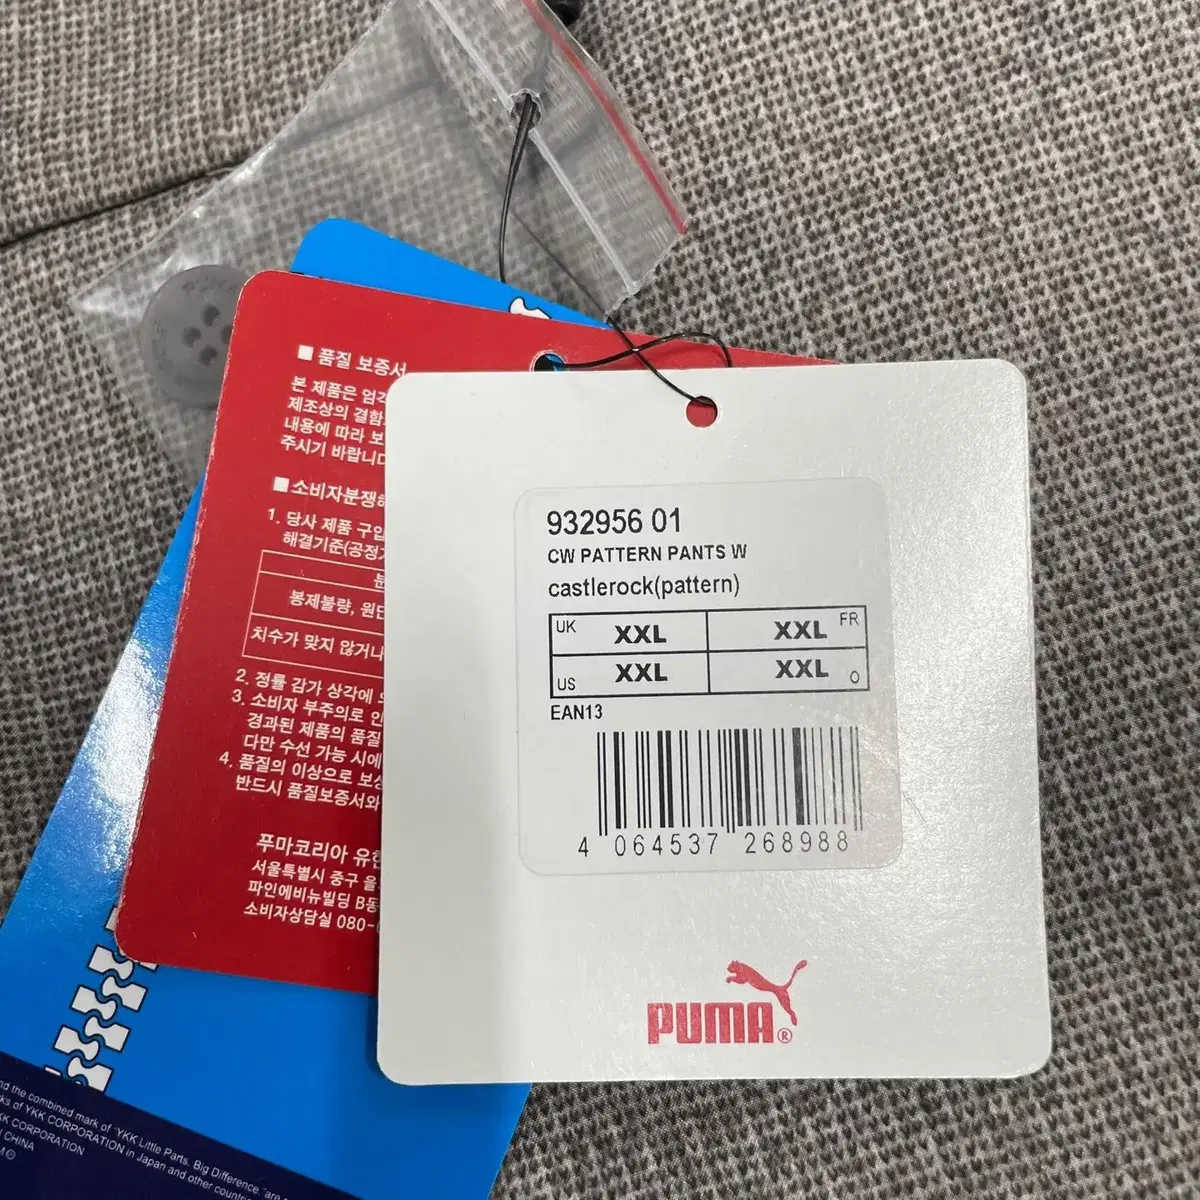 932956 01
CW PATTERN PANTS W
castlerock(pattern)
UK XXL XXL FR
US XXL XXL O
EAN13
4 064537 268988
PUMA®
■ 품질 보증서
본 제품은 엄격
제조상의 결함
내용에 따라 보
주시기 바랍니다
■ 소비자분쟁해
1. 당사 제품 구입
해결기준(공정거
봉제불량, 원단
치수가 맞지 않거나
2. 정률 감가 상각에
3. 소비자 부주의로 인
경과된 제품의 품질
다만 수선 가능 시에
4. 품질의 이상으로 보상
반드시 품질보증서와
푸마코리아 유한
서울특별시 중구 을
파인에비뉴빌딩 B동
소비자상담실 080-
nd the combined mark of "YKK Little Parts. Big Difference." are
ks of YKK CORPORATION in Japan and other countri
KK CORPORATION
CHINA